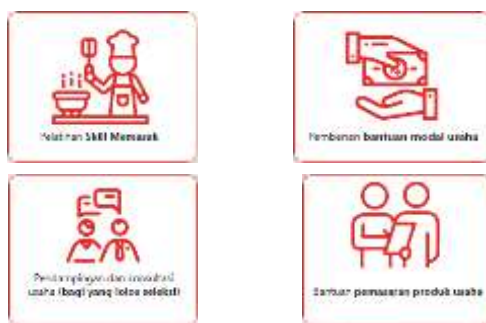 Pelatihan Skill Memasak
Pemberian bantuan modal usaha
Pendampingan dan konsultasi
usaha (bagi yang lolos seleksi)
Bantuan pemasaran produk usaha